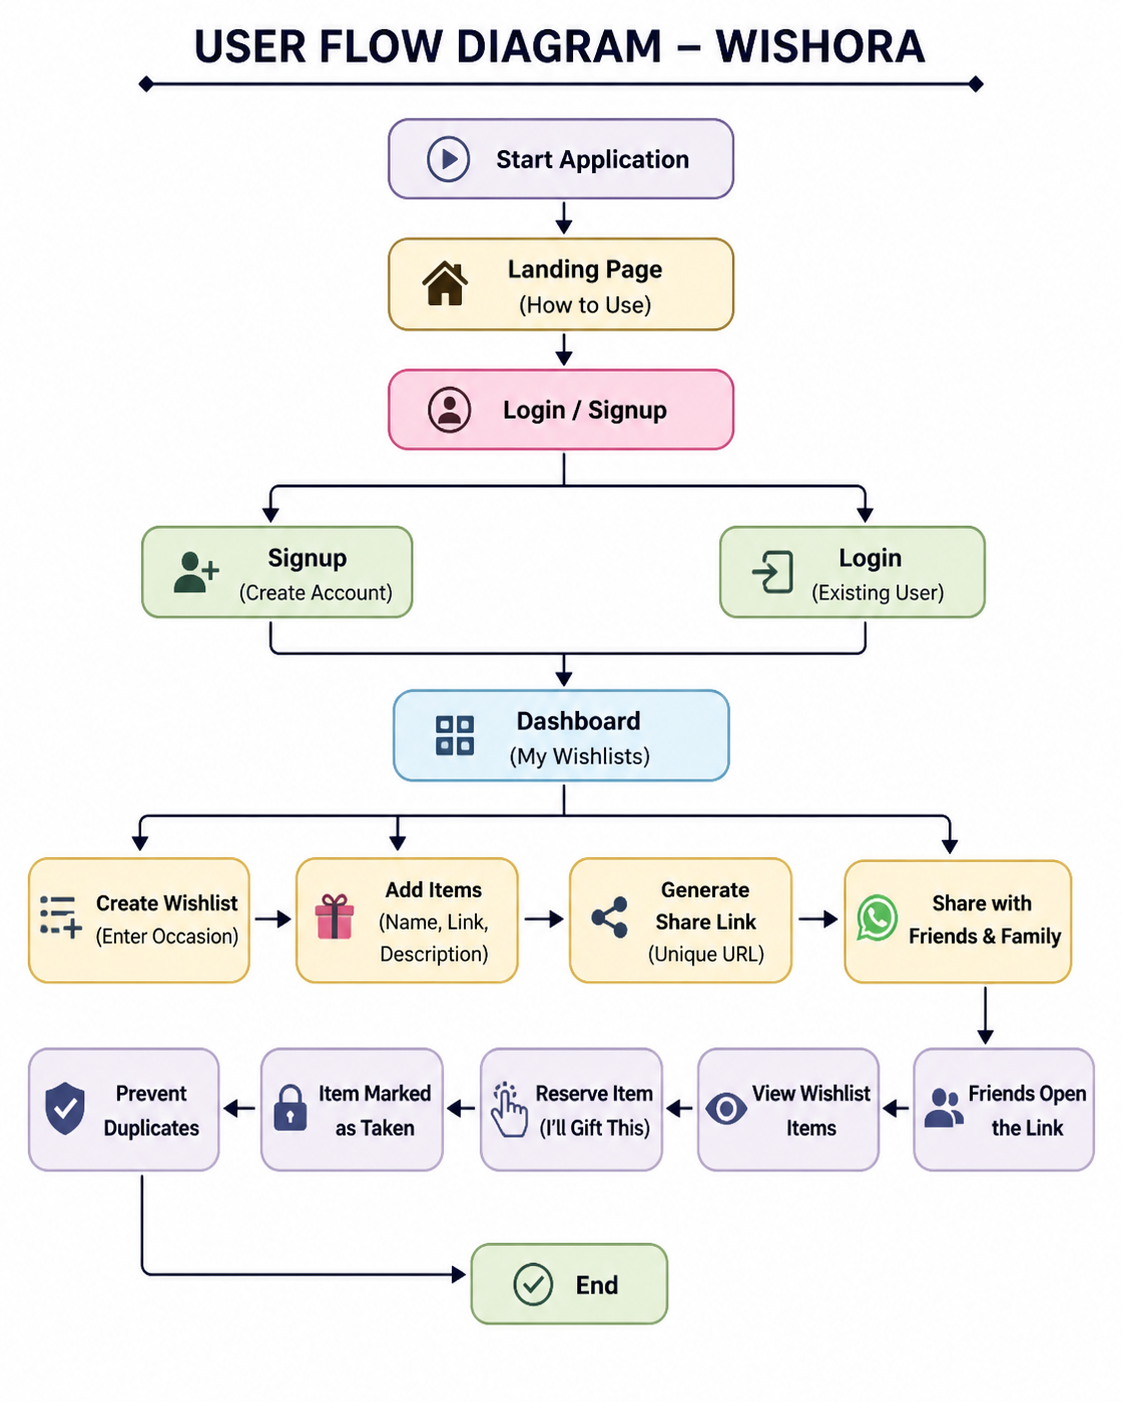 USER FLOW DIAGRAM – WISHORA
Start Application
Landing Page
(How to Use)
Login / Signup
Signup
(Create Account)
Login
(Existing User)
Dashboard
(My Wishlists)
Create Wishlist
(Enter Occasion)
Add Items
(Name, Link,
Description)
Generate
Share Link
(Unique URL)
Share with
Friends & Family
Prevent
Duplicates
Item Marked
as Taken
Reserve Item
(I'll Gift This)
View Wishlist
Items
Friends Open
the Link
End